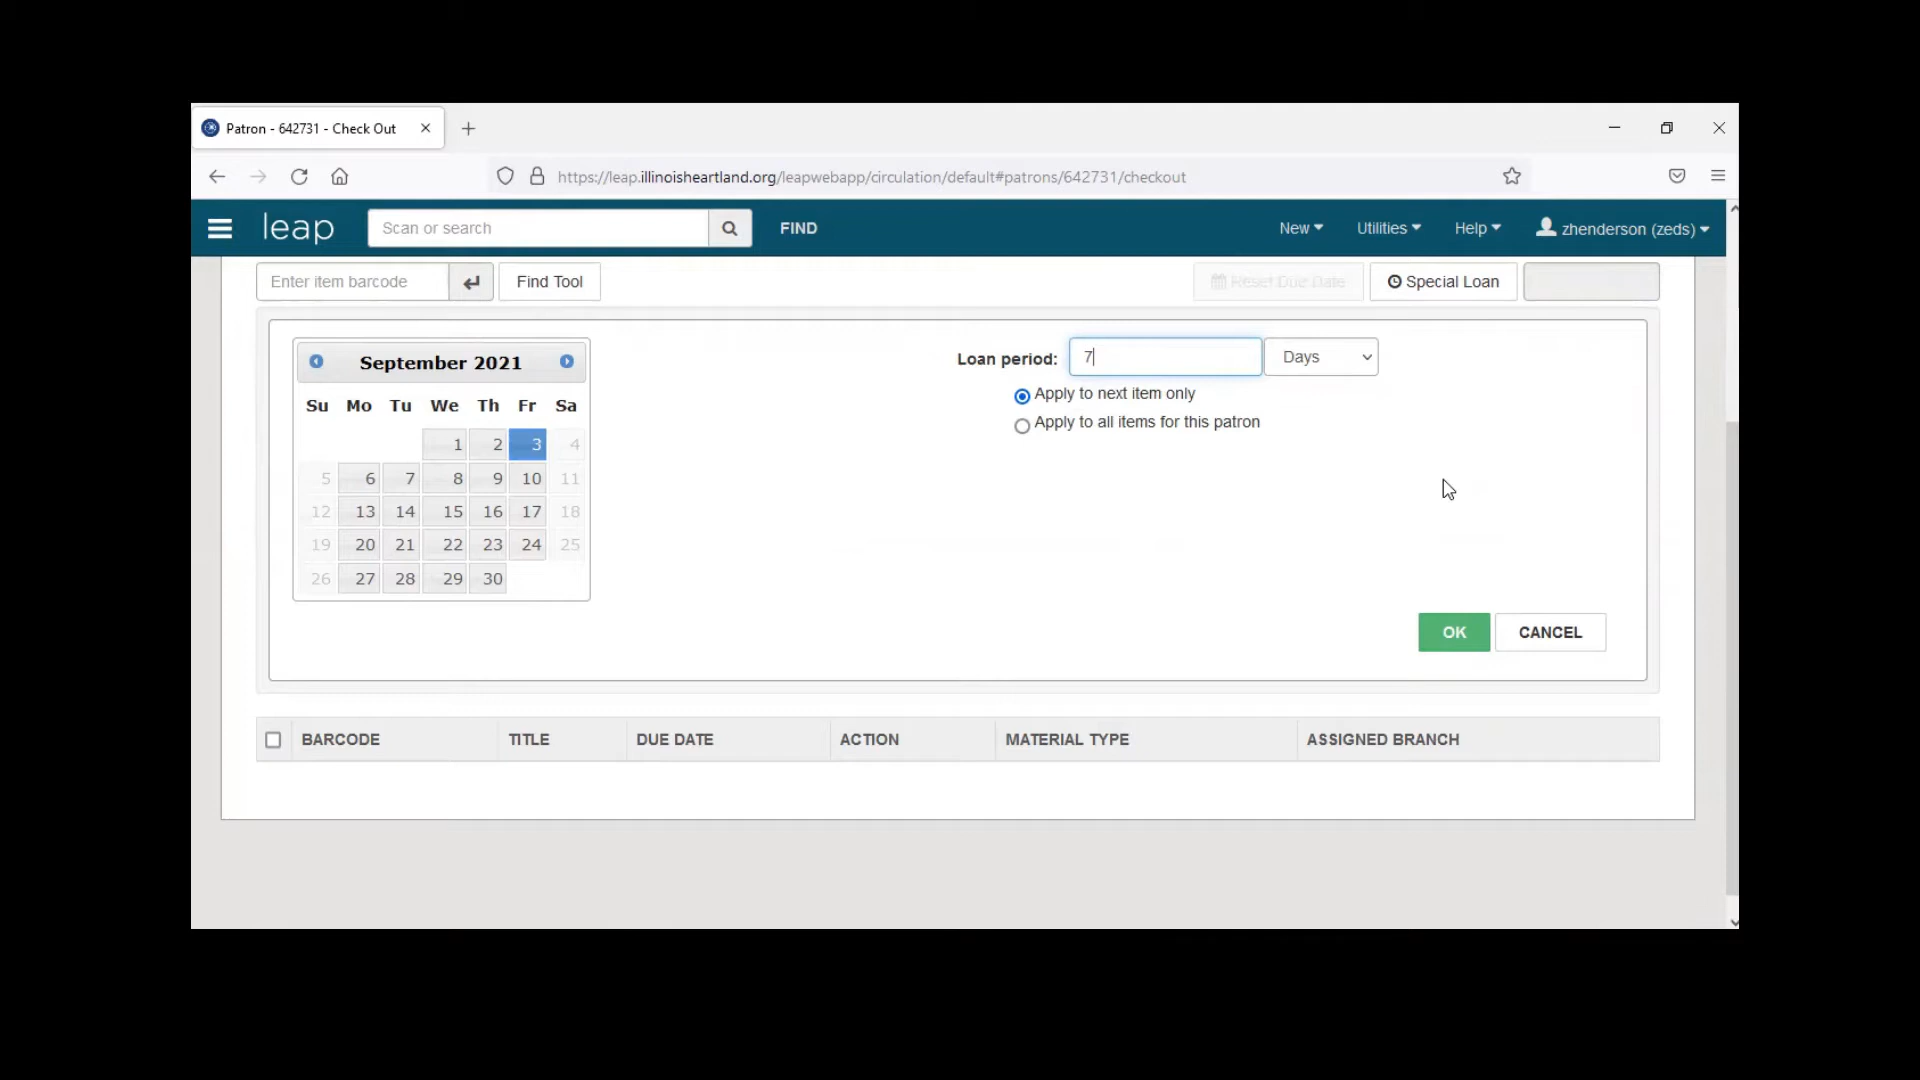 Patron - 642731 - Check Out
https://leap.illinoisheartland.org/leapwebapp/circulation/default#patrons/642731/checkout
leap Scan or search FIND New Utilities Help zhenderson (zeds)
Enter item barcode Find Tool Reset Due Date Special Loan
September 2021 Loan period: 7 Days
Su Mo Tu We Th Fr Sa Apply to next item only
Apply to all items for this patron
1 2 3 4
5 6 7 8 9 10 11
12 13 14 15 16 17 18
19 20 21 22 23 24 25
26 27 28 29 30
OK CANCEL
BARCODE TITLE DUE DATE ACTION MATERIAL TYPE ASSIGNED BRANCH